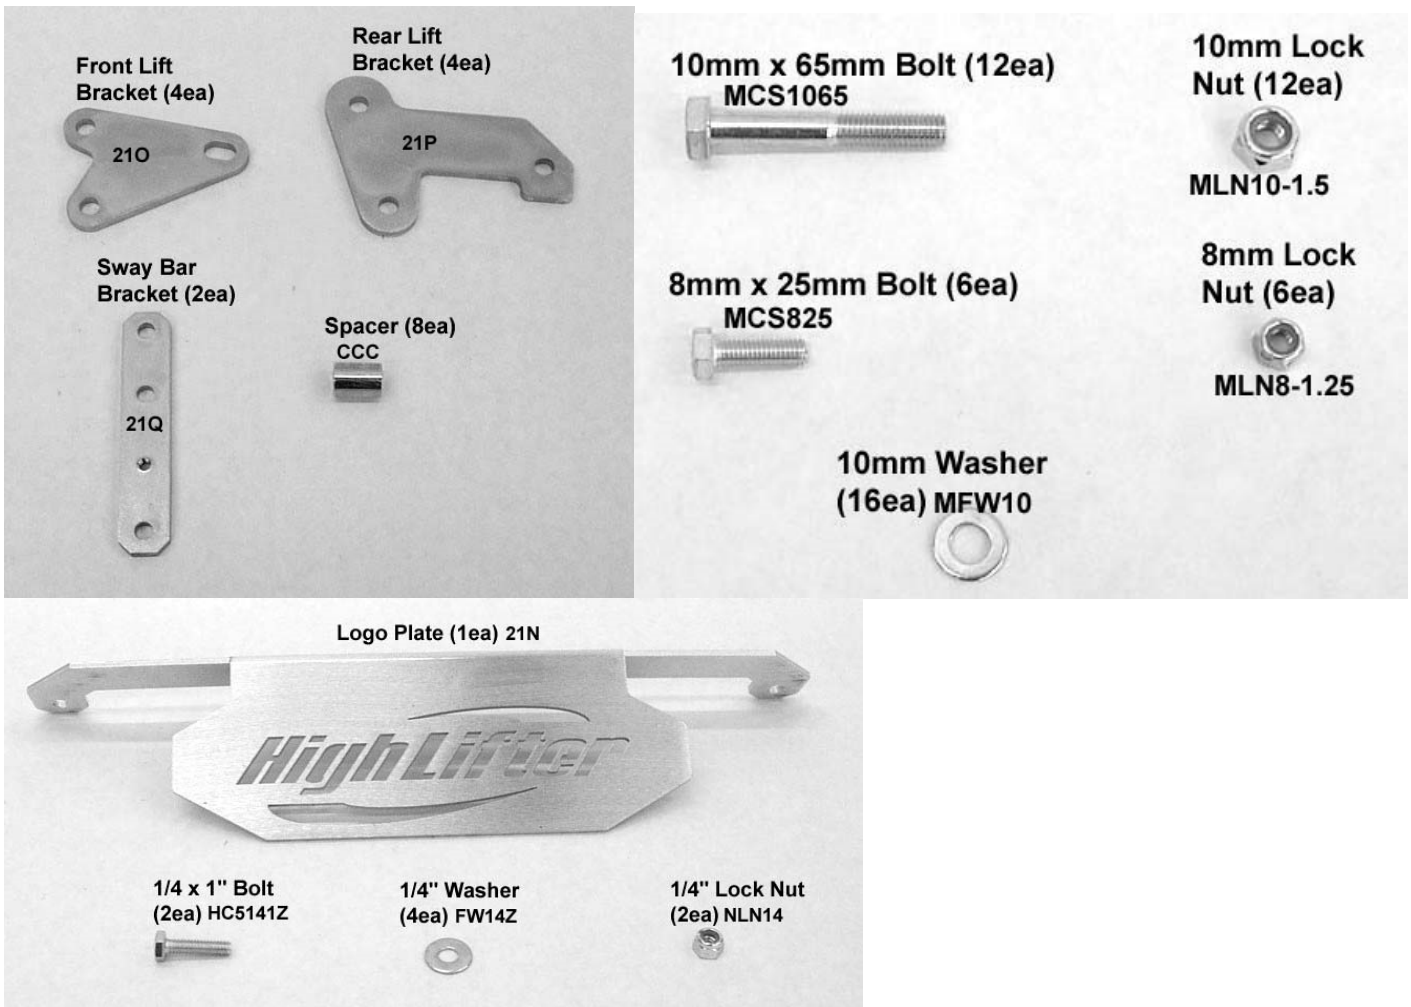 Front Lift
Bracket (4ea)
21O
Rear Lift
Bracket (4ea)
21P
Sway Bar
Bracket (2ea)
21Q
Spacer (8ea)
CCC
10mm x 65mm Bolt (12ea)
MCS1065
10mm Lock
Nut (12ea)
MLN10-1.5
8mm x 25mm Bolt (6ea)
MCS825
8mm Lock
Nut (6ea)
MLN8-1.25
10mm Washer
(16ea) MFW10
Logo Plate (1ea) 21N
HighLifter
1/4 x 1" Bolt
(2ea) HC5141Z
1/4" Washer
(4ea) FW14Z
1/4" Lock Nut
(2ea) NLN14